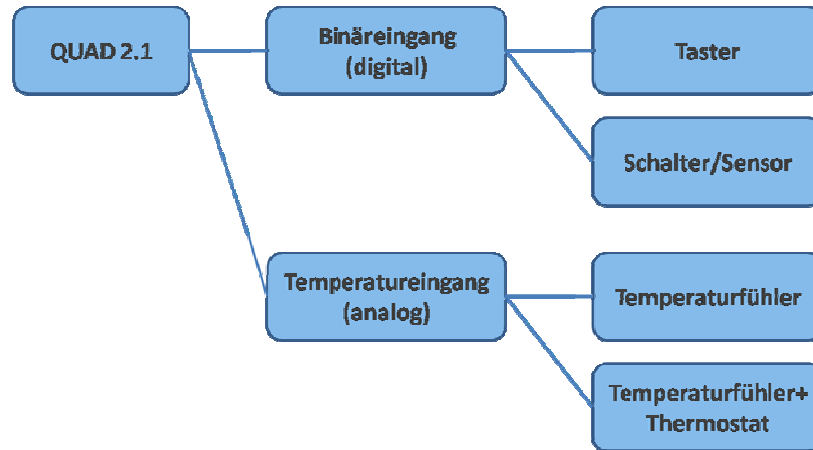 QUAD 2.1
Binäreingang
(digital)
Taster
Schalter/Sensor
Temperatureingang
(analog)
Temperaturfühler
Temperaturfühler+
Thermostat